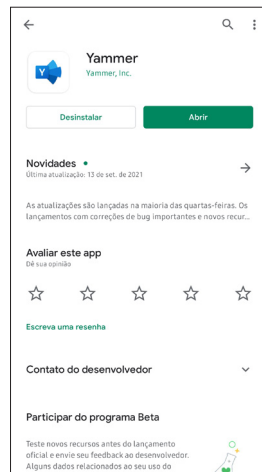 Yammer
Yammer, Inc.
Desinstalar
Abrir
Novidades •
Última atualização: 13 de set. de 2021
As atualizações são lançadas na maioria das quartas-feiras. Os
lançamentos com correções de bug importantes e novos recur...
Avaliar este app
Dê sua opinião
Escreva uma resenha
Contato do desenvolvedor
Participar do programa Beta
Teste novos recursos antes do lançamento
oficial e envie seu feedback ao desenvolvedor.
Alguns dados relacionados ao seu uso do